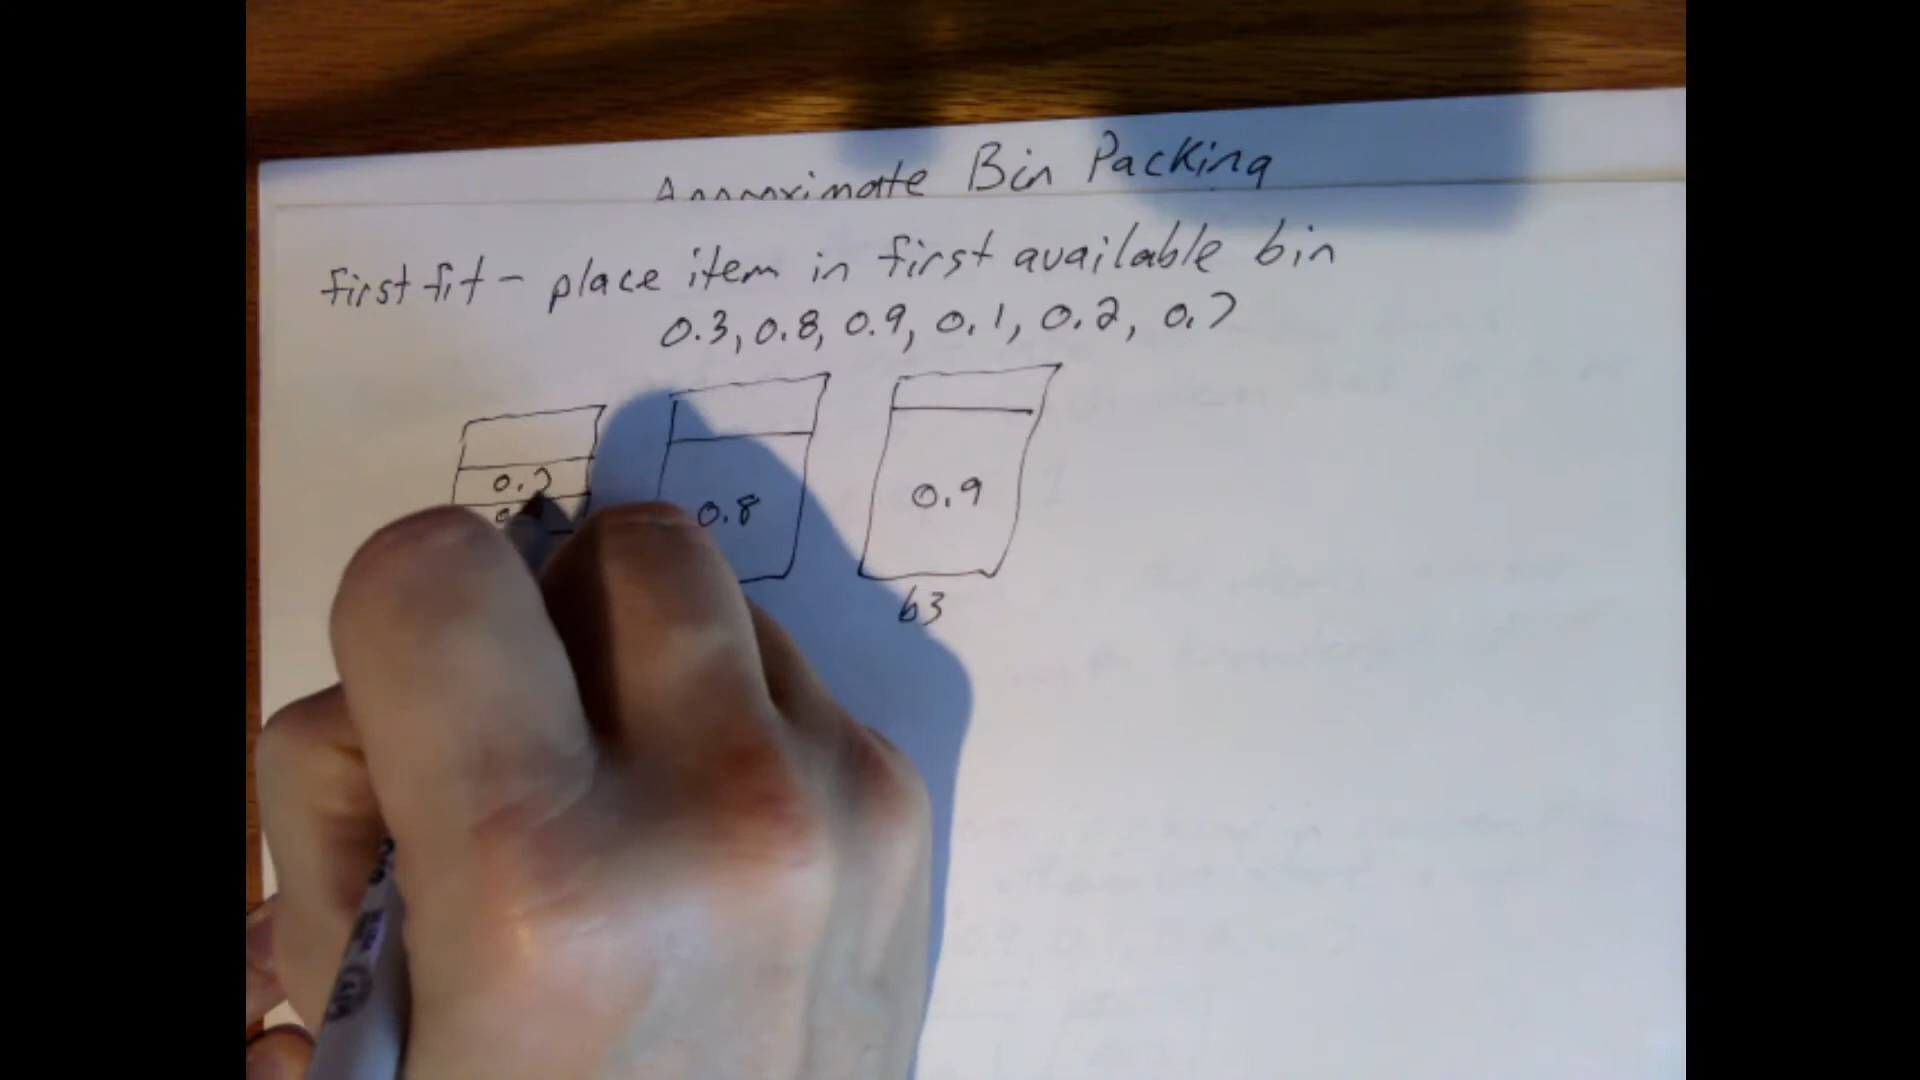 Approximate Bin Packing
first fit - place item in first available bin
0.3, 0.8, 0.9, 0.1, 0.2, 0.7
0.8
0.9
b3